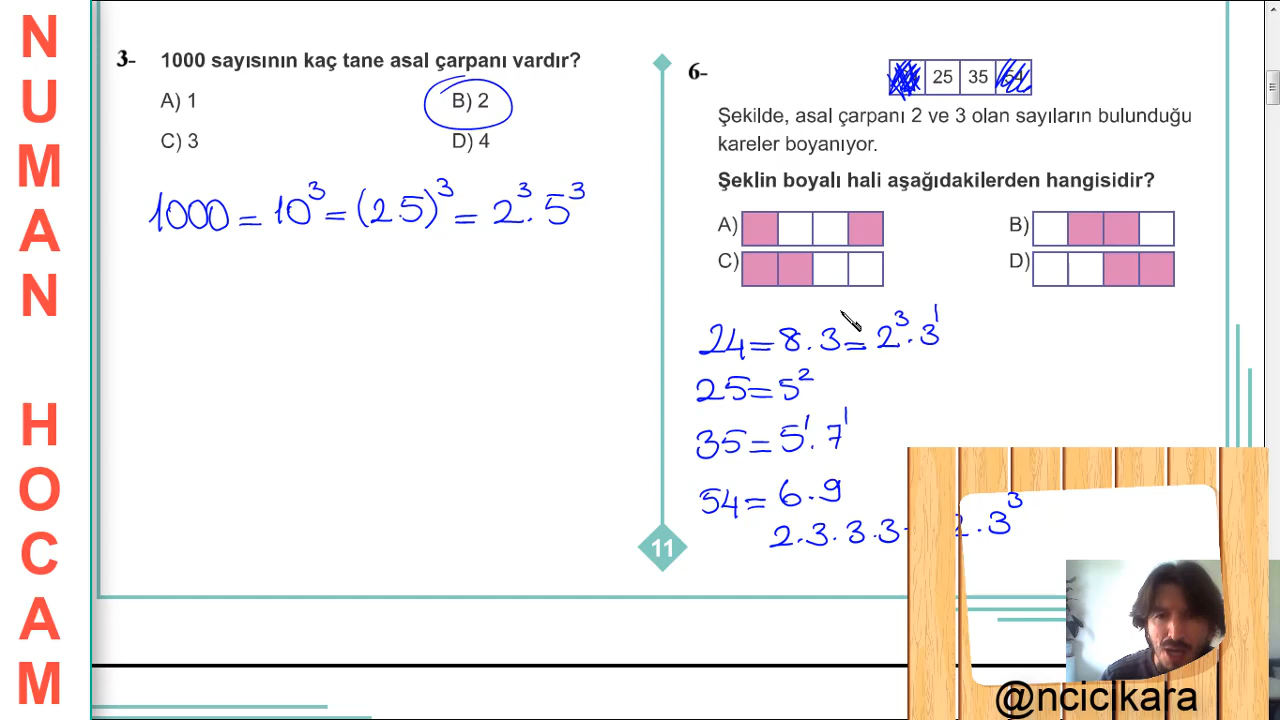 NUMAN HOCAM
3- 1000 sayısının kaç tane asal çarpanı vardır?
A) 1
B) 2
C) 3
D) 4
1000 = 10³ = (2.5)³ = 2³. 5³
11
6-
25 35
Şekilde, asal çarpanı 2 ve 3 olan sayıların bulunduğu
kareler boyanıyor.
Şeklin boyalı hali aşağıdakilerden hangisidir?
A)
B)
C)
D)
24 = 8.3 = 2³.3¹
25 = 5²
35 = 5¹.7¹
54 = 6.9
2.3.3.3 2.3³
@ncicikara